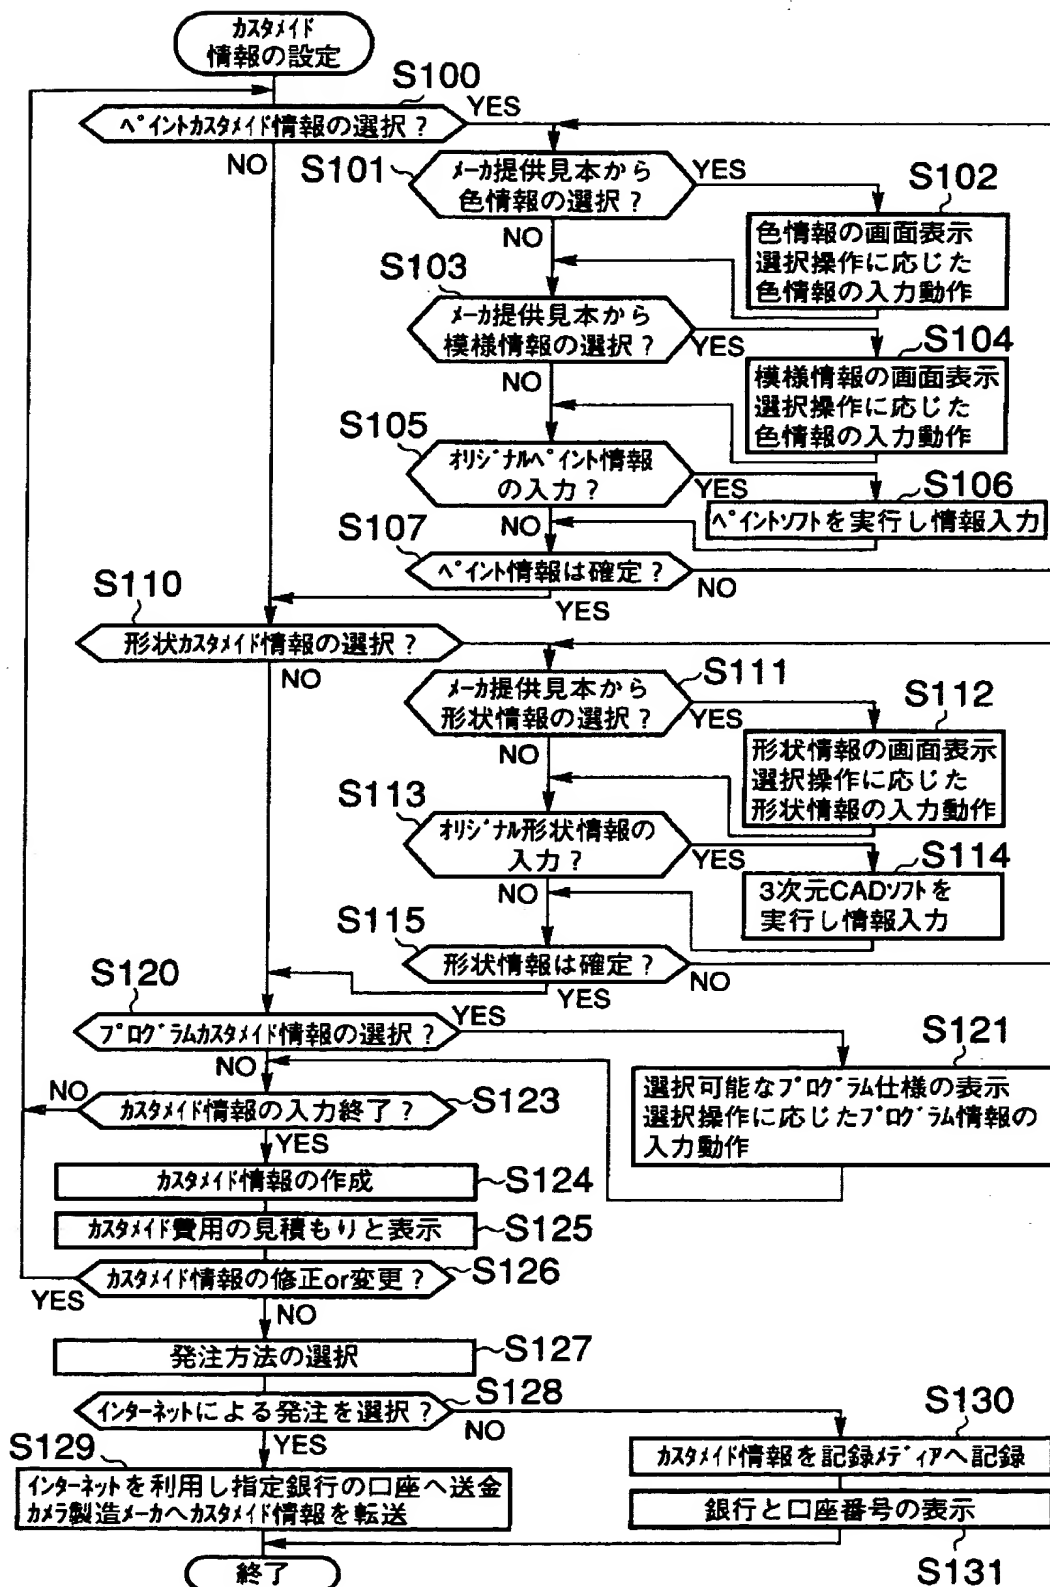 カスタメイド
情報の設定
S100
ペイントカスタメイド情報の選択？
YES
NO
S101
メーカ提供見本から
色情報の選択？
YES
NO
S102
色情報の画面表示
選択操作に応じた
色情報の入力動作
S103
メーカ提供見本から
模様情報の選択？
YES
NO
S104
模様情報の画面表示
選択操作に応じた
色情報の入力動作
S105
オリジナルペイント情報
の入力？
YES
NO
S106
ペイントソフトを実行し情報入力
S107
ペイント情報は確定？
NO
YES
S110
形状カスタメイド情報の選択？
NO
S111
メーカ提供見本から
形状情報の選択？
YES
NO
S112
形状情報の画面表示
選択操作に応じた
形状情報の入力動作
S113
オリジナル形状情報の
入力？
YES
NO
S114
3次元CADソフトを
実行し情報入力
S115
形状情報は確定？
NO
YES
S120
プログラムカスタメイド情報の選択？
YES
NO
S121
選択可能なプログラム仕様の表示
選択操作に応じたプログラム情報の
入力動作
NO
カスタメイド情報の入力終了？
S123
YES
カスタメイド情報の作成
S124
カスタメイド費用の見積もりと表示
S125
カスタメイド情報の修正or変更？
S126
YES
NO
発注方法の選択
S127
インターネットによる発注を選択？
S128
NO
YES
S129
インターネットを利用し指定銀行の口座へ送金
カメラ製造メーカへカスタメイド情報を転送
S130
カスタメイド情報を記録メディアへ記録
銀行と口座番号の表示
S131
終了